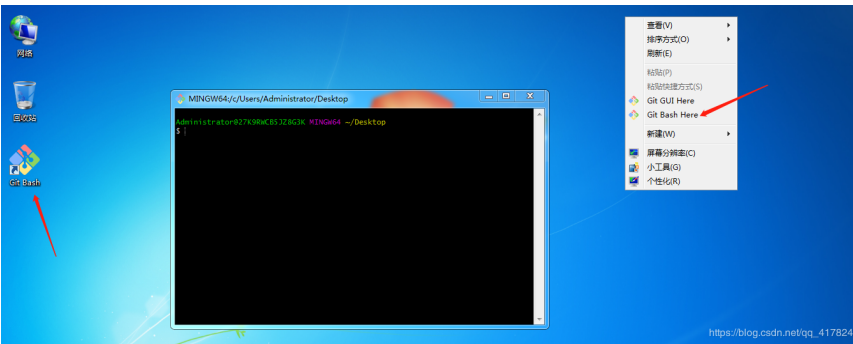 网络
回收站
Git Bash
MINGW64:/c/Users/Administrator/Desktop
Administrator@27K9RWC85JZ8G3K MINGW64 ~/Desktop
$
查看(V)
排序方式(O)
刷新(E)
粘贴(P)
粘贴快捷方式(S)
Git GUI Here
Git Bash Here
新建(W)
屏幕分辨率(C)
小工具(G)
个性化(R)
https://blog.csdn.net/qq_417824